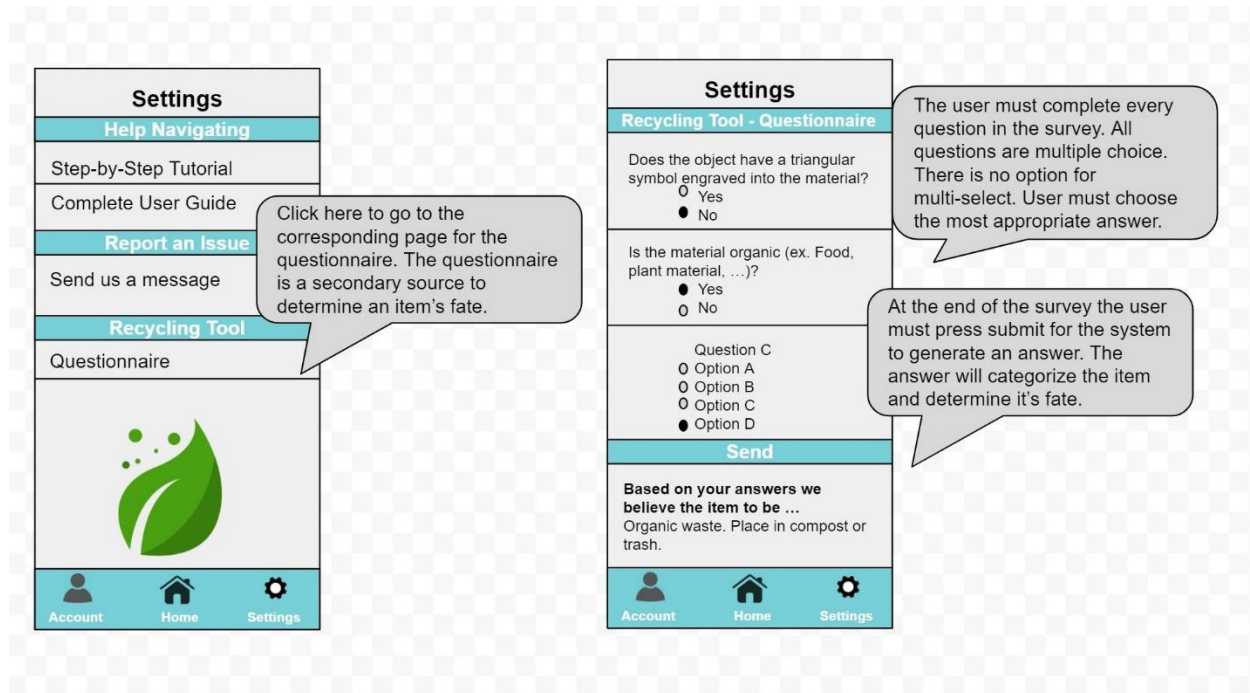 Settings
Help Navigating
Step-by-Step Tutorial
Complete User Guide
Report an Issue
Send us a message
Recycling Tool
Questionnaire
Account
Home
Settings
Click here to go to the
corresponding page for the
questionnaire. The questionnaire
is a secondary source to
determine an item's fate.
Settings
Recycling Tool - Questionnaire
Does the object have a triangular
symbol engraved into the material?
Yes
No
Is the material organic (ex. Food,
plant material, …)?
Yes
No
Question C
Option A
Option B
Option C
Option D
Send
Based on your answers we
believe the item to be …
Organic waste. Place in compost or
trash.
Account
Home
Settings
The user must complete every
question in the survey. All
questions are multiple choice.
There is no option for
multi-select. User must choose
the most appropriate answer.
At the end of the survey the user
must press submit for the system
to generate an answer. The
answer will categorize the item
and determine it's fate.